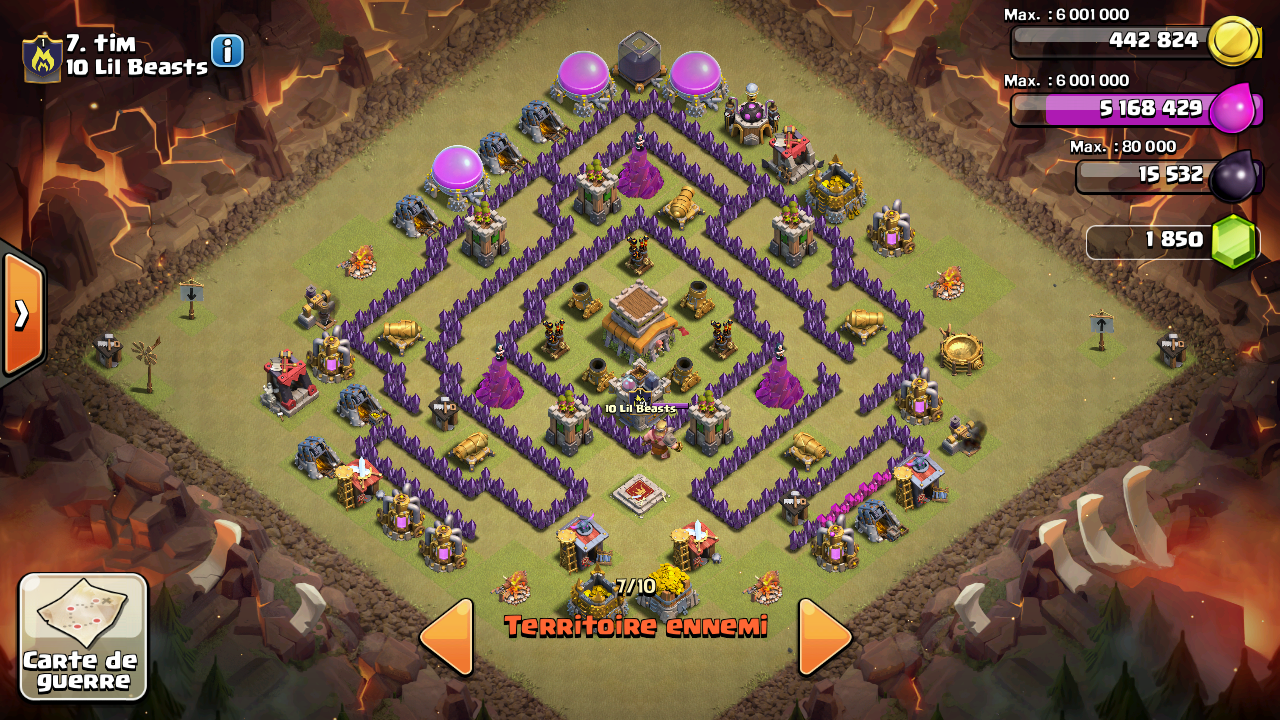 7. TiM
10 Lil Beasts
i
Max. : 6 001 000
442 824
Max. : 6 001 000
5 168 429
Max. : 80 000
15 532
1 850
10 Lil Beasts
7/10
Territoire ennemi
Carte de
guerre